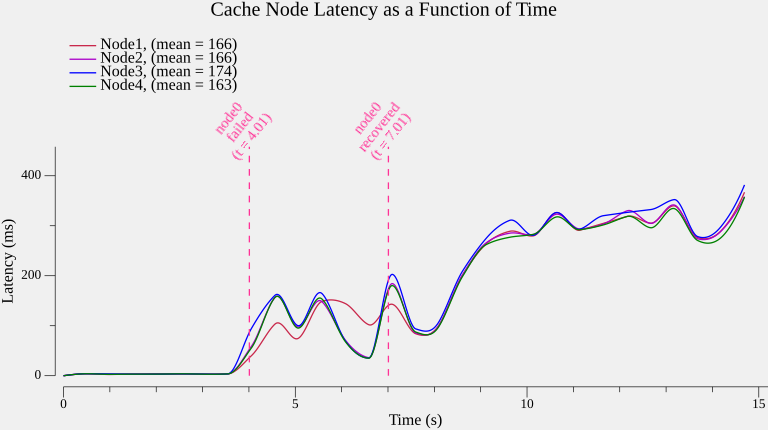 Cache Node Latency as a Function of Time
Node1, (mean = 166)
Node2, (mean = 166)
Node3, (mean = 174)
Node4, (mean = 163)
node0
failed
(t = 4.01)
node0
recovered
(t = 7.01)
400
200
0
Latency (ms)
0
5
10
15
Time (s)